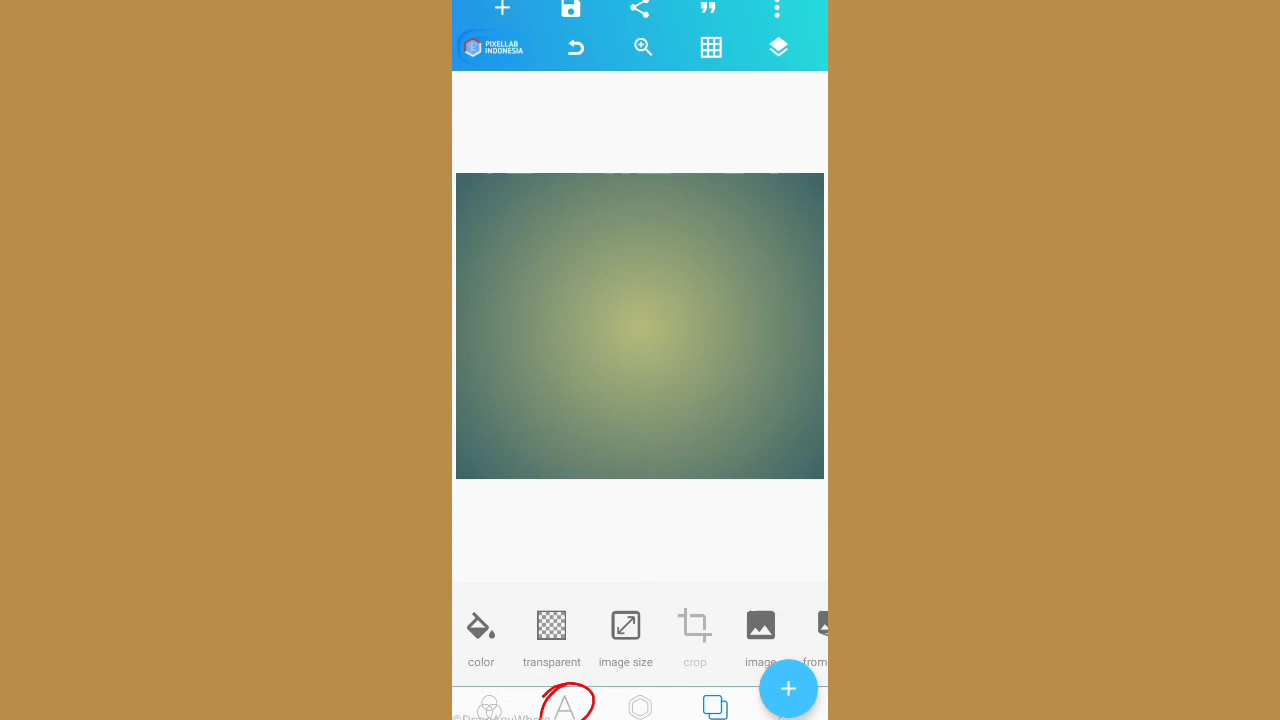 PIXELLAB
INDONESIA
color
transparent
image size
crop
image
from